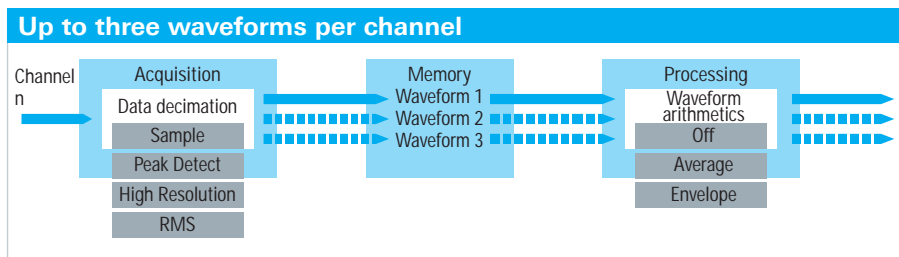 Up to three waveforms per channel
Channel
n
Acquisition
Data decimation
Sample
Peak Detect
High Resolution
RMS
Memory
Waveform 1
Waveform 2
Waveform 3
Processing
Waveform
arithmetics
Off
Average
Envelope